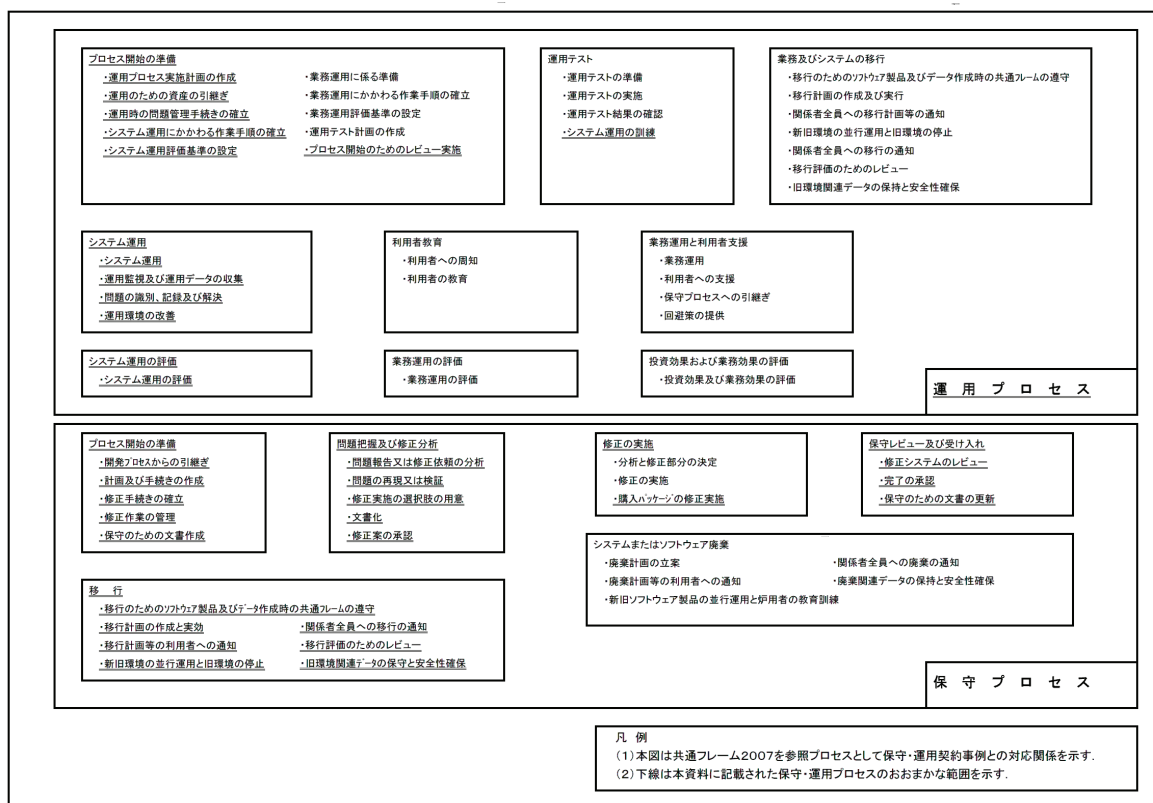 プロセス開始の準備
・運用プロセス実施計画の作成
・運用のための資産の引継ぎ
・運用時の問題管理手続きの確立
・システム運用にかかわる作業手順の確立
・システム運用評価基準の設定
・業務運用に係る準備
・業務運用にかかわる作業手順の確立
・業務運用評価基準の設定
・運用テスト計画の作成
・プロセス開始のためのレビュー実施
運用テスト
・運用テストの準備
・運用テストの実施
・運用テスト結果の確認
・システム運用の訓練
業務及びシステムの移行
・移行のためのソフトウェア製品及びデータ作成時の共通フレームの遵守
・移行計画の作成及び実行
・関係者全員への移行計画等の通知
・新旧環境の並行運用と旧環境の停止
・関係者全員への移行の通知
・移行評価のためのレビュー
・旧環境関連データの保持と安全性確保
システム運用
・システム運用
・運用監視及び運用データの収集
・問題の識別、記録及び解決
・運用環境の改善
利用者教育
・利用者への周知
・利用者の教育
業務運用と利用者支援
・業務運用
・利用者への支援
・保守プロセスへの引継ぎ
・回避策の提供
システム運用の評価
・システム運用の評価
業務運用の評価
・業務運用の評価
投資効果および業務効果の評価
・投資効果及び業務効果の評価
運 用 プ ロ セ ス
プロセス開始の準備
・開発プロセスからの引継ぎ
・計画及び手続きの作成
・修正手続きの確立
・修正作業の管理
・保守のための文書作成
問題把握及び修正分析
・問題報告又は修正依頼の分析
・問題の再現又は検証
・修正実施の選択肢の用意
・文書化
・修正案の承認
修正の実施
・分析と修正部分の決定
・修正の実施
・購入パッケージの修正実施
保守レビュー及び受け入れ
・修正システムのレビュー
・完了の承認
・保守のための文書の更新
システムまたはソフトウェア廃棄
・廃棄計画の立案
・廃棄計画等の利用者への通知
・新旧ソフトウェア製品の並行運用と炉用者の教育訓練
・関係者全員への廃棄の通知
・廃棄関連データの保持と安全性確保
移 行
・移行のためのソフトウェア製品及びデータ作成時の共通フレームの遵守
・移行計画の作成と実効
・移行計画等の利用者への通知
・新旧環境の並行運用と旧環境の停止
・関係者全員への移行の通知
・移行評価のためのレビュー
・旧環境関連データの保守と安全性確保
保 守 プ ロ セ ス
凡 例
(1)本図は共通フレーム2007を参照プロセスとして保守・運用契約事例との対応関係を示す.
(2)下線は本資料に記載された保守・運用プロセスのおおまかな範囲を示す.